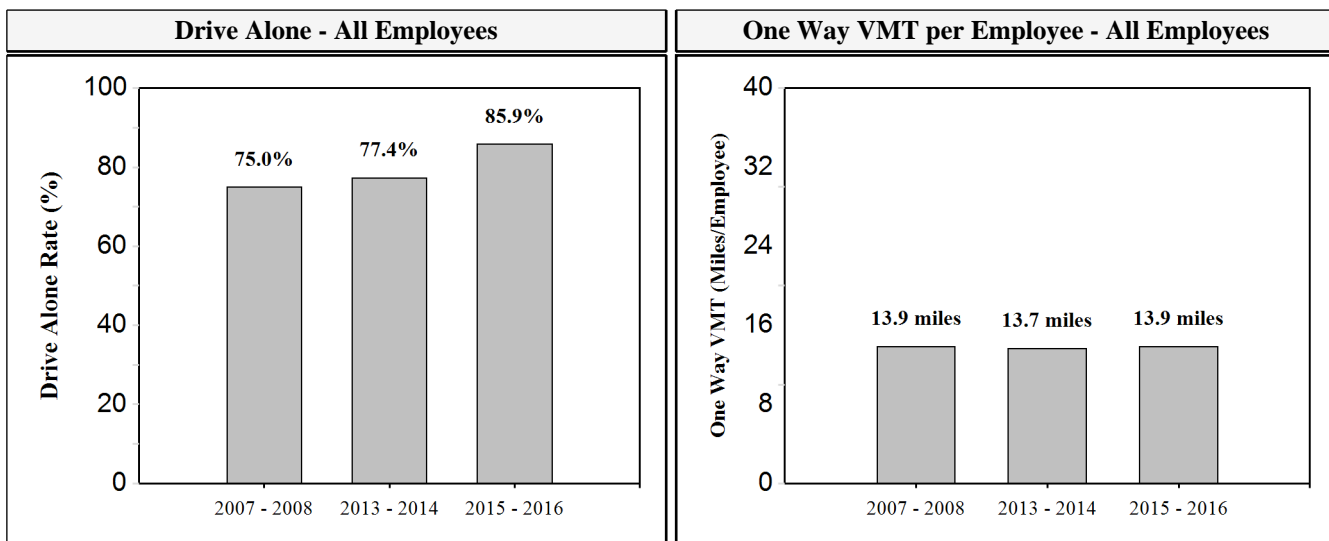 Drive Alone - All Employees
Drive Alone Rate (%)
100
80
60
40
20
0
75.0%
77.4%
85.9%
2007 - 2008
2013 - 2014
2015 - 2016
One Way VMT per Employee - All Employees
One Way VMT (Miles/Employee)
40
32
24
16
8
0
13.9 miles
13.7 miles
13.9 miles
2007 - 2008
2013 - 2014
2015 - 2016